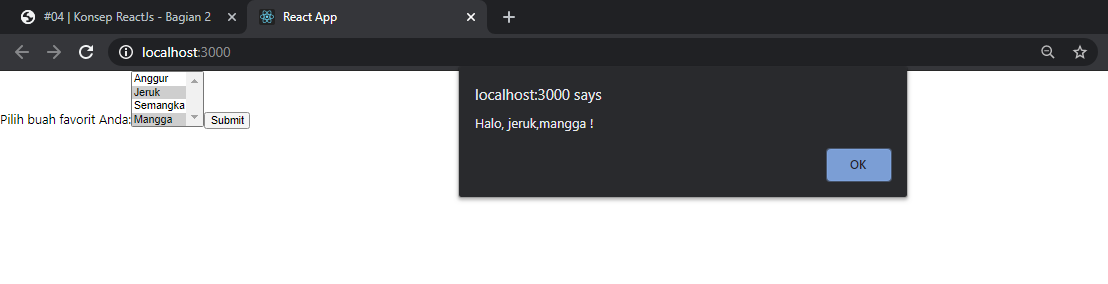 #04 | Konsep ReactJs - Bagian 2
React App
localhost:3000
localhost:3000 says
Halo, jeruk,mangga !
OK
Anggur
Jeruk
Semangka
Mangga
Pilih buah favorit Anda:
Submit